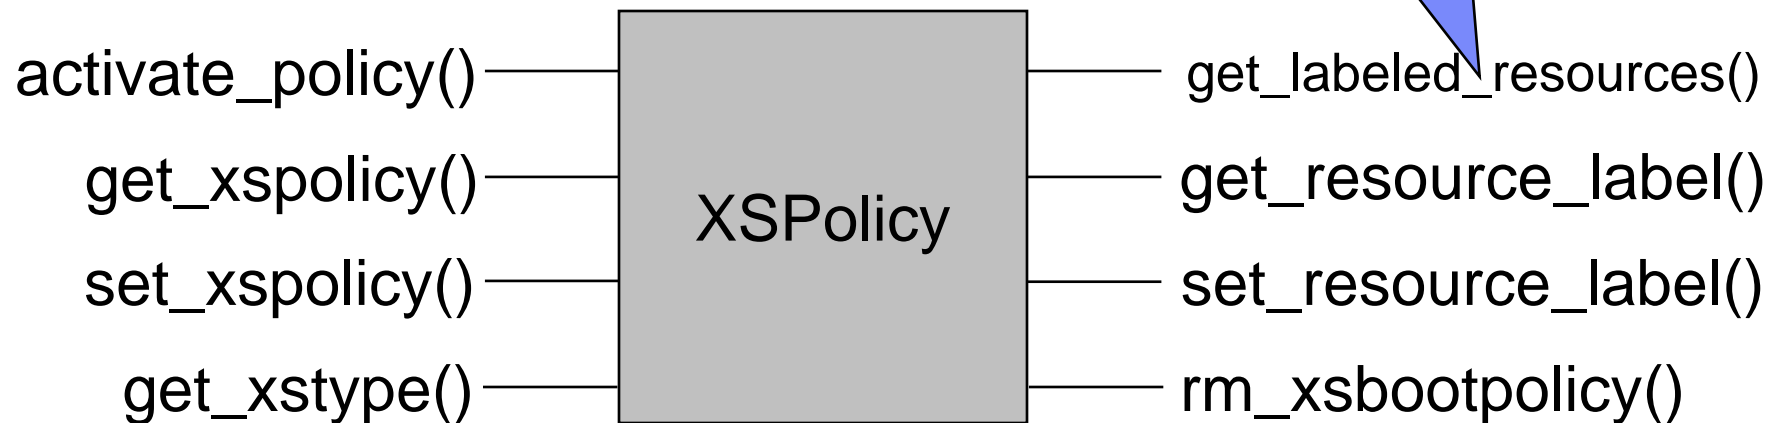 activate_policy()
get_xspolicy()
set_xspolicy()
get_xstype()
XSPolicy
get_labeled_resources()
get_resource_label()
set_resource_label()
rm_xsbootpolicy()